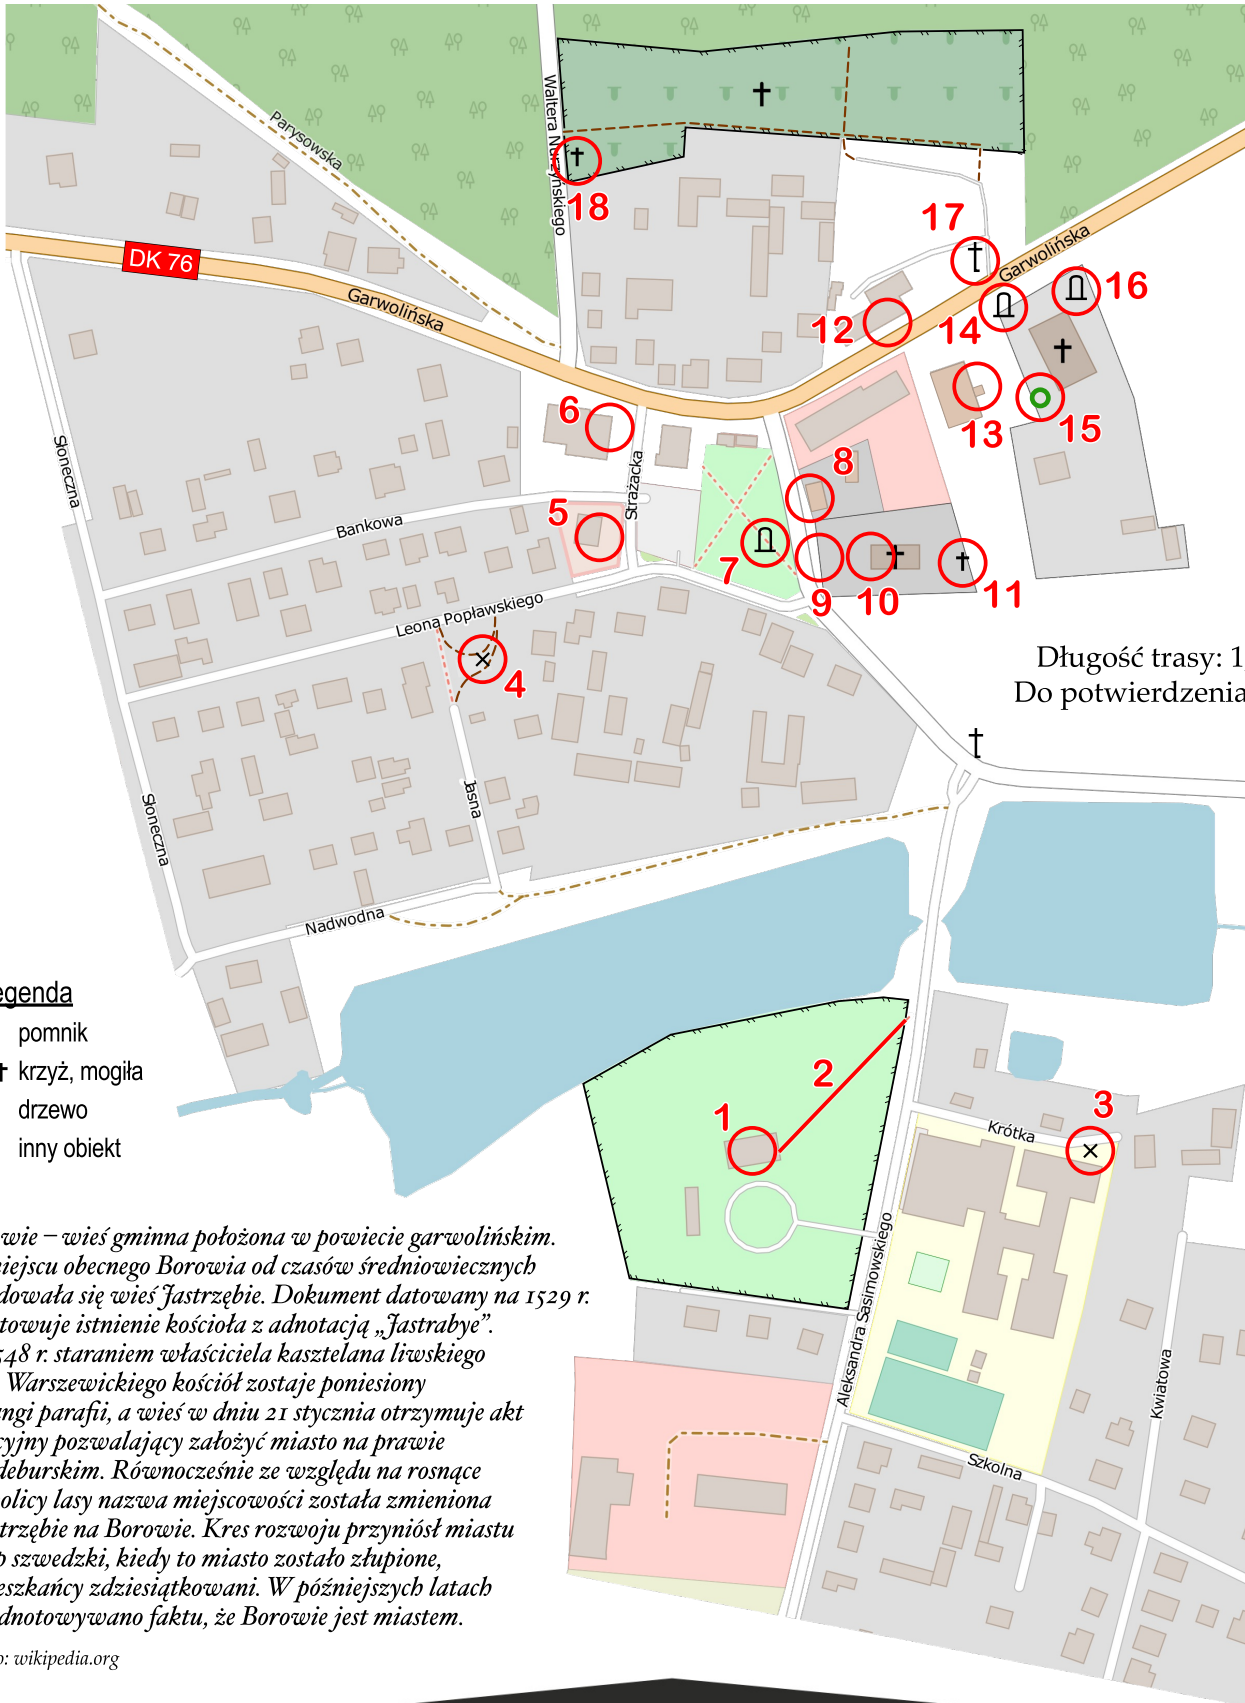 Parysowska
Waltera Nurzyńskiego
18
17
DK 76
Garwolińska
Garwolińska
16
14
12
6
13
15
Słoneczna
Strażacka
8
Bankowa
5
7
9
10
11
Leona Popławskiego
4
Długość trasy: 1
Do potwierdzenia
Jasna
Słoneczna
Nadwodna
egenda
pomnik
krzyż, mogiła
drzewo
inny obiekt
2
1
3
Krótka
Aleksandra Sasimowskiego
Kwiatowa
Szkolna
wie – wieś gminna położona w powiecie garwolińskim.
iejscu obecnego Borowia od czasów średniowiecznych
dowała się wieś Jastrzębie. Dokument datowany na 1529 r.
towuje istnienie kościoła z adnotacją „Jastrabye”.
548 r. staraniem właściciela kasztelana liwskiego
Warszewickiego kościół zostaje poniesiony
angi parafii, a wieś w dniu 21 stycznia otrzymuje akt
cyjny pozwalający założyć miasto na prawie
deburskim. Równocześnie ze względu na rosnące
olicy lasy nazwa miejscowości została zmieniona
trzębie na Borowie. Kres rozwoju przyniósł miastu
p szwedzki, kiedy to miasto zostało złupione,
eszkańcy zdziesiątkowani. W późniejszych latach
dnotowywano faktu, że Borowie jest miastem.
o: wikipedia.org